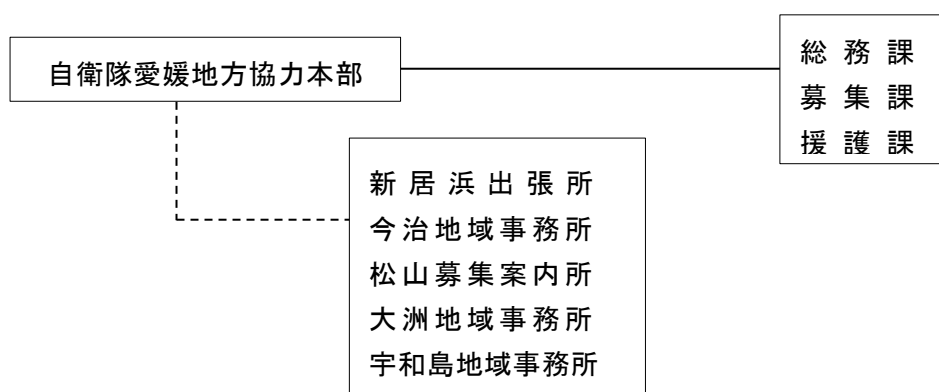 自衛隊愛媛地方協力本部
総務課
募集課
援護課
新居浜出張所
今治地域事務所
松山募集案内所
大洲地域事務所
宇和島地域事務所